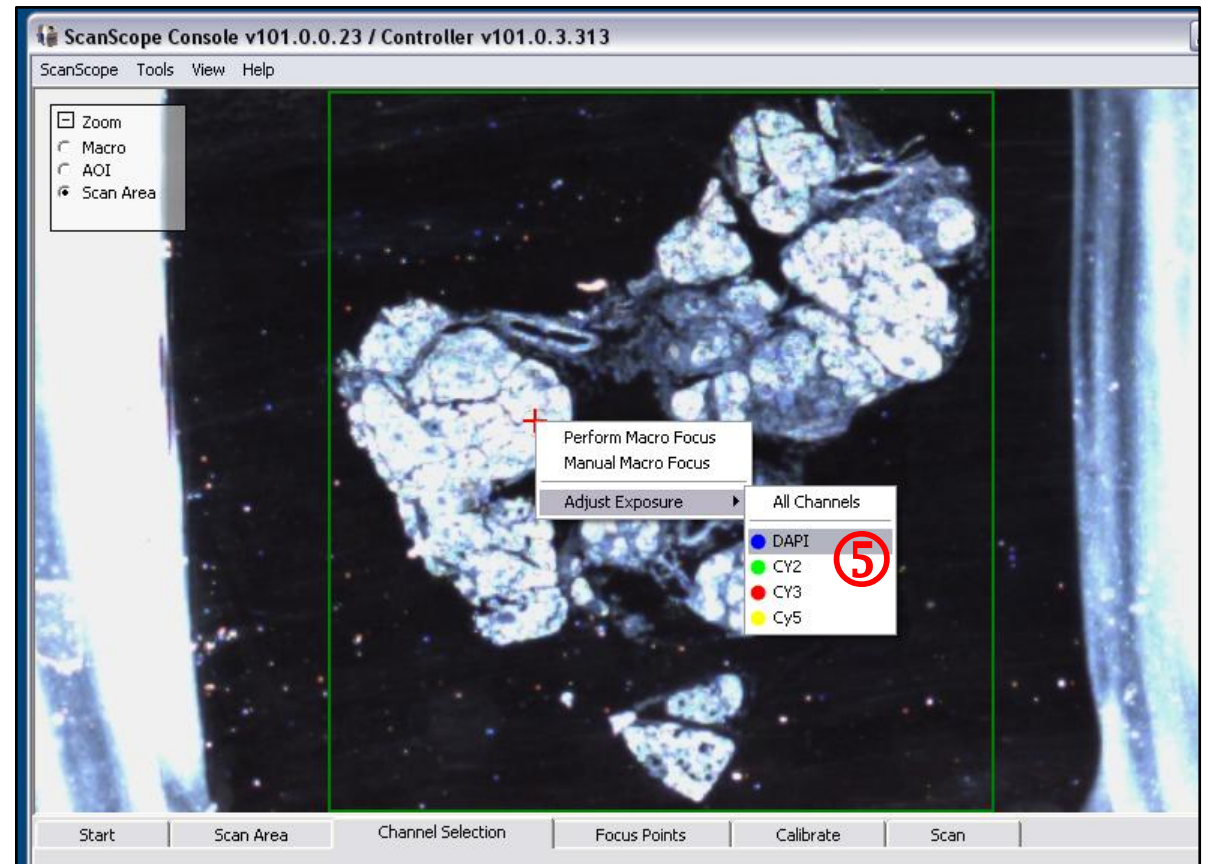 ScanScope Console v101.0.0.23 / Controller v101.0.3.313
ScanScope Tools View Help
Zoom
Macro
AOI
Scan Area
Perform Macro Focus
Manual Macro Focus
Adjust Exposure
All Channels
DAPI
CY2
CY3
Cy5
⑤
Start Scan Area Channel Selection Focus Points Calibrate Scan